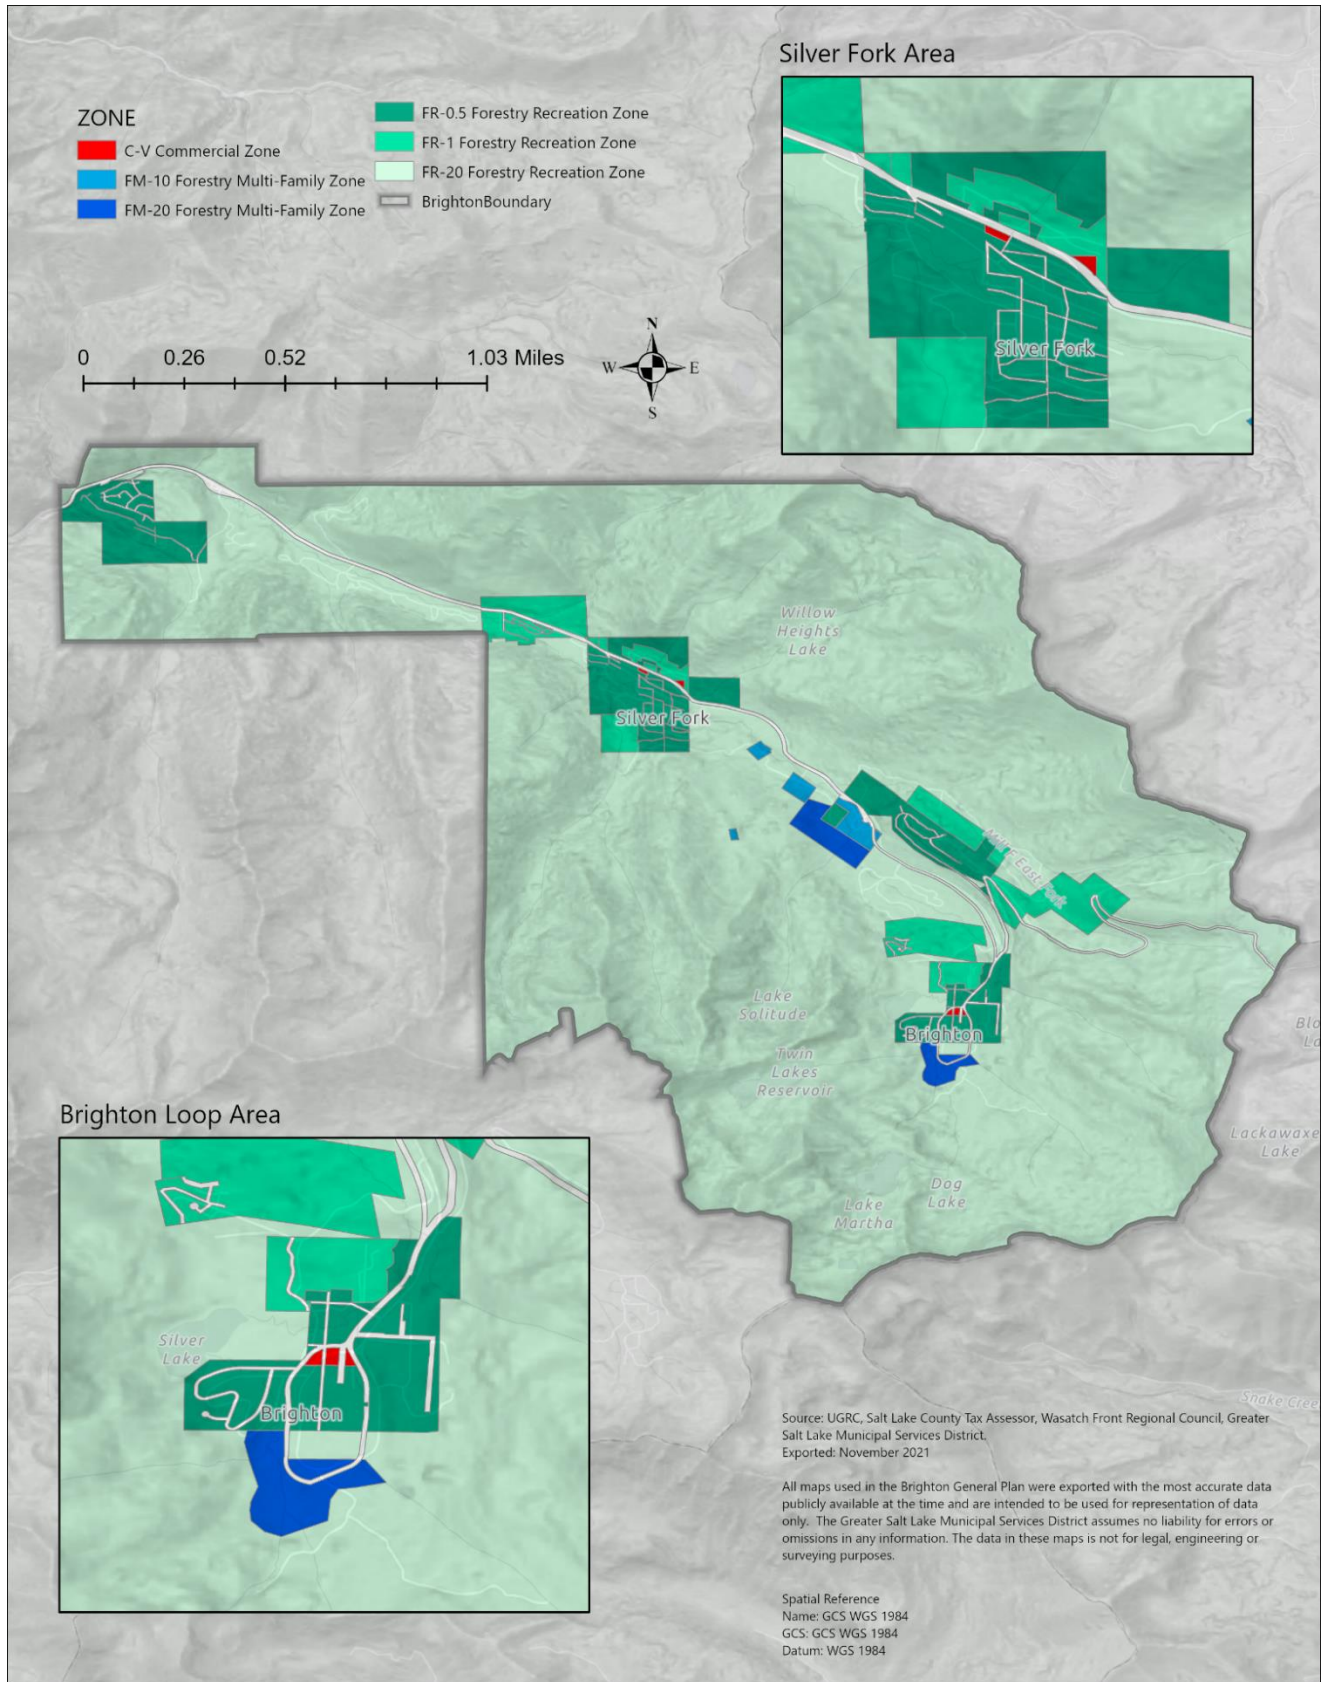 Silver Fork Area
ZONE
C-V Commercial Zone
FM-10 Forestry Multi-Family Zone
FM-20 Forestry Multi-Family Zone
FR-0.5 Forestry Recreation Zone
FR-1 Forestry Recreation Zone
FR-20 Forestry Recreation Zone
BrightonBoundary
Silver Fork
0 0.26 0.52 1.03 Miles
N
W E
S
Willow
Heights
Lake
Silver Fork
East Fork
Lake
Solitude
Brighton
Twin
Lakes
Reservoir
Lackawaxe
Lake
Dog
Lake
Lake
Martha
Brighton Loop Area
Silver
Lake
Brighton
Snake Cree
Source: UGRC, Salt Lake County Tax Assessor, Wasatch Front Regional Council, Greater
Salt Lake Municipal Services District.
Exported: November 2021
All maps used in the Brighton General Plan were exported with the most accurate data
publicly available at the time and are intended to be used for representation of data
only. The Greater Salt Lake Municipal Services District assumes no liability for errors or
omissions in any information. The data in these maps is not for legal, engineering or
surveying purposes.
Spatial Reference
Name: GCS WGS 1984
GCS: GCS WGS 1984
Datum: WGS 1984